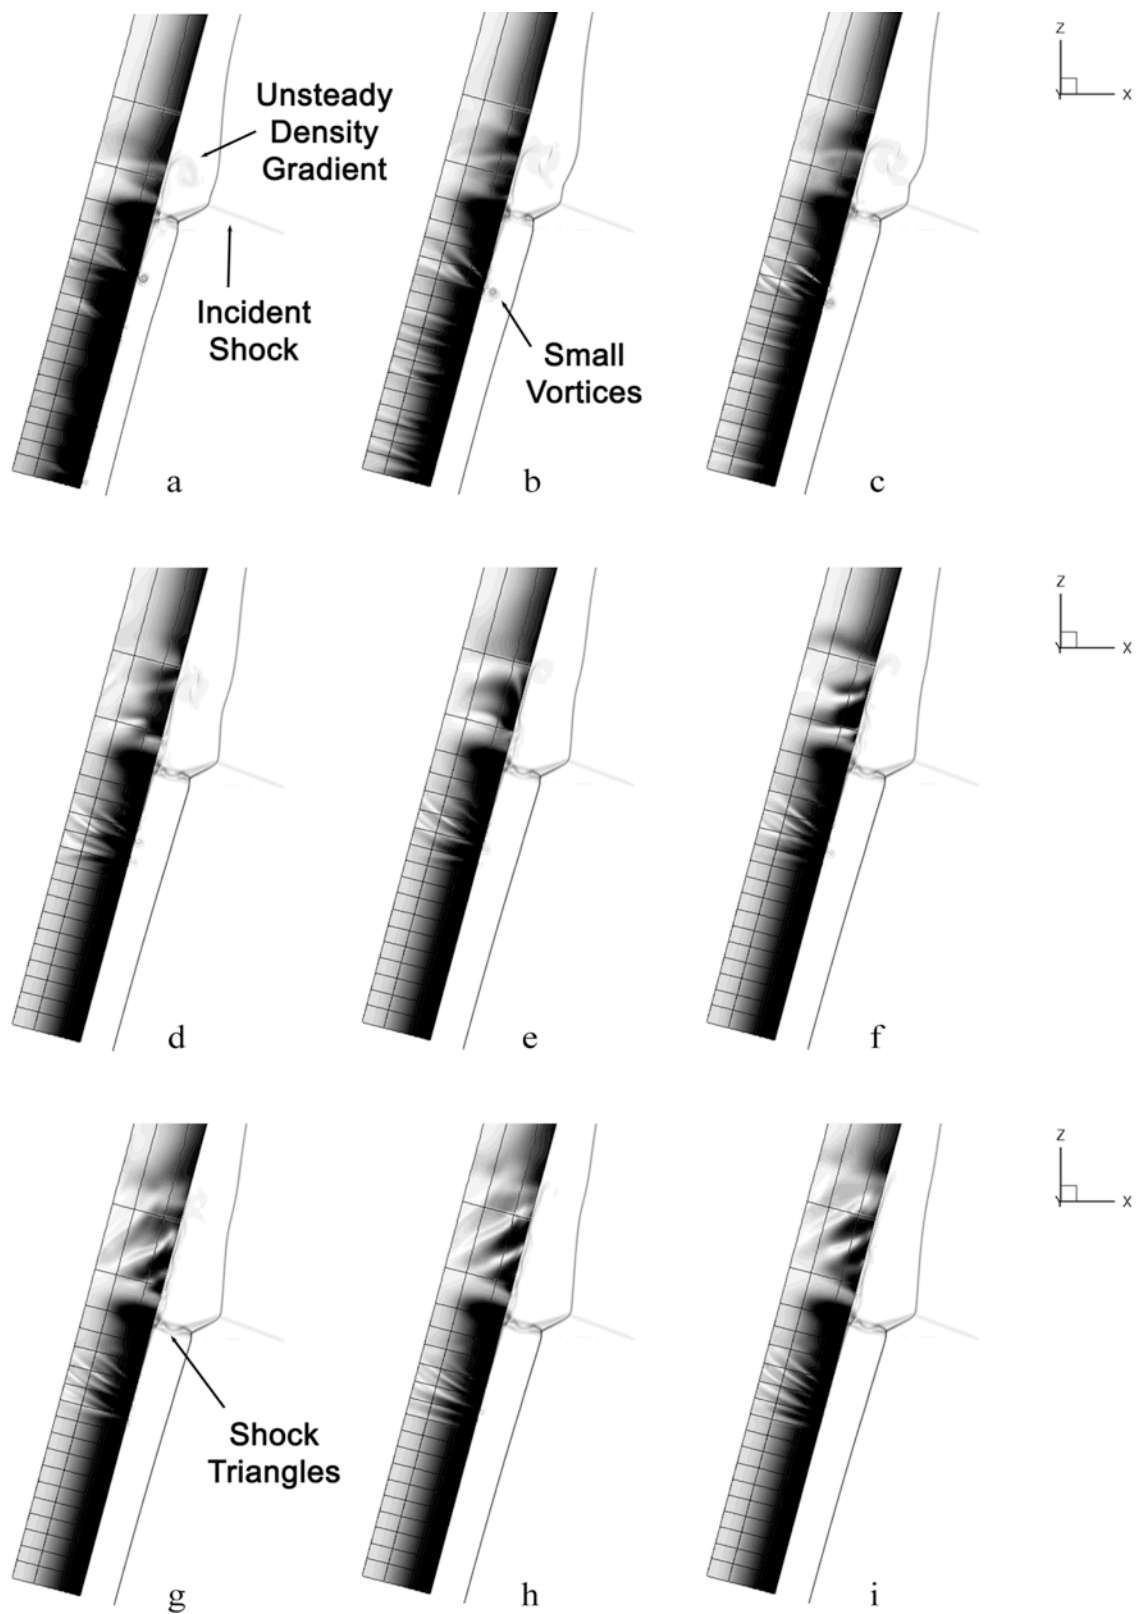 Z
X
Y
Unsteady
Density
Gradient
Incident
Shock
Small
Vortices
a
b
c
Z
X
Y
d
e
f
Z
X
Y
Shock
Triangles
g
h
i